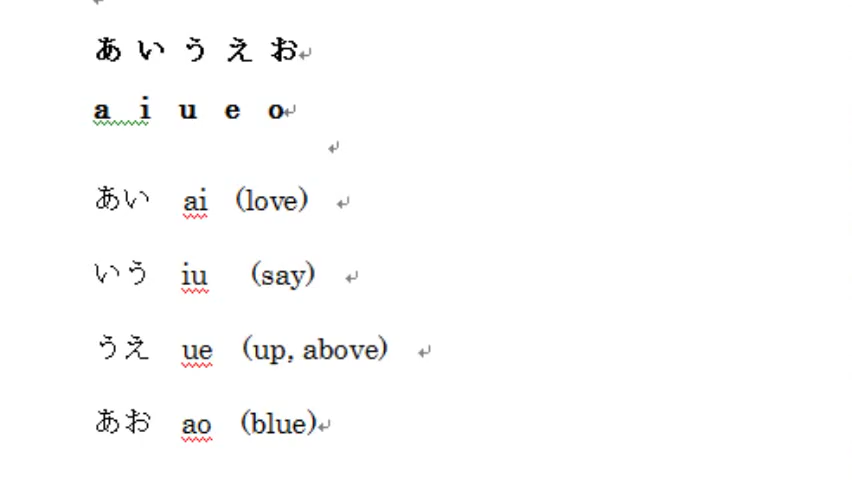 あ い う え お
a i u e o
あい ai (love)
いう iu (say)
うえ ue (up, above)
あお ao (blue)